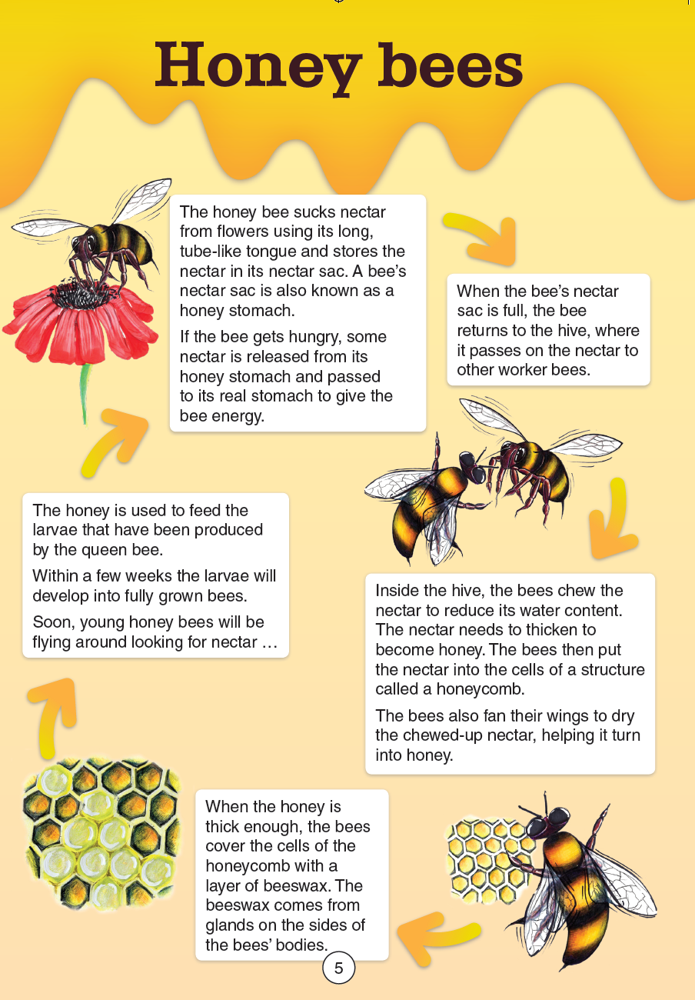 Honey bees
The honey bee sucks nectar
from flowers using its long,
tube-like tongue and stores the
nectar in its nectar sac. A bee’s
nectar sac is also known as a
honey stomach.
If the bee gets hungry, some
nectar is released from its
honey stomach and passed
to its real stomach to give the
bee energy.
When the bee’s nectar
sac is full, the bee
returns to the hive, where
it passes on the nectar to
other worker bees.
Inside the hive, the bees chew the
nectar to reduce its water content.
The nectar needs to thicken to
become honey. The bees then put
the nectar into the cells of a structure
called a honeycomb.
The bees also fan their wings to dry
the chewed-up nectar, helping it turn
into honey.
When the honey is
thick enough, the bees
cover the cells of the
honeycomb with a
layer of beeswax. The
beeswax comes from
glands on the sides of
the bees’ bodies.
The honey is used to feed the
larvae that have been produced
by the queen bee.
Within a few weeks the larvae will
develop into fully grown bees.
Soon, young honey bees will be
flying around looking for nectar …
5